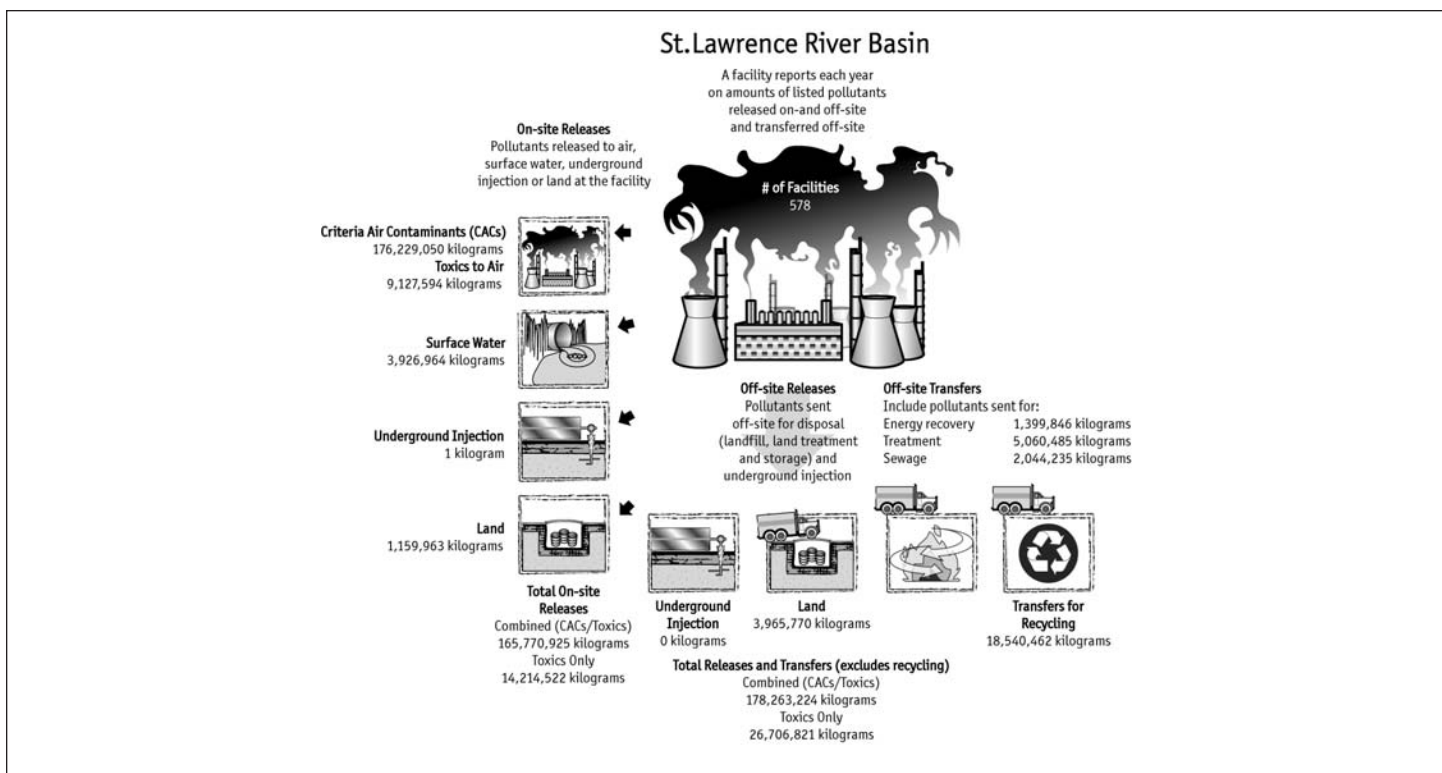 St.Lawrence River Basin
A facility reports each year
on amounts of listed pollutants
released on-and off-site
and transferred off-site
On-site Releases
Pollutants released to air,
surface water, underground
injection or land at the facility
# of Facilities
578
Criteria Air Contaminants (CACs)
176,229,050 kilograms
Toxics to Air
9,127,594 kilograms
Surface Water
3,926,964 kilograms
Underground Injection
1 kilogram
Land
1,159,963 kilograms
Total On-site
Releases
Combined (CACs/Toxics)
165,770,925 kilograms
Toxics Only
14,214,522 kilograms
Off-site Releases
Pollutants sent
off-site for disposal
(landfill, land treatment
and storage) and
underground injection
Off-site Transfers
Include pollutants sent for:
Energy recovery 1,399,846 kilograms
Treatment 5,060,485 kilograms
Sewage 2,044,235 kilograms
Underground
Injection
0 kilograms
Land
3,965,770 kilograms
Transfers for
Recycling
18,540,462 kilograms
Total Releases and Transfers (excludes recycling)
Combined (CACs/Toxics)
178,263,224 kilograms
Toxics Only
26,706,821 kilograms